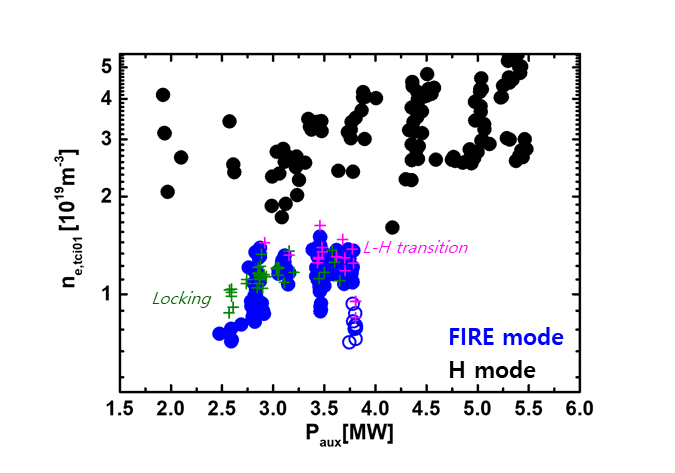 5
4
3
2
1
n_e,tci01 [10^19 m^-3]
L-H transition
Locking
FIRE mode
H mode
1.5 2.0 2.5 3.0 3.5 4.0 4.5 5.0 5.5 6.0
P_aux[MW]